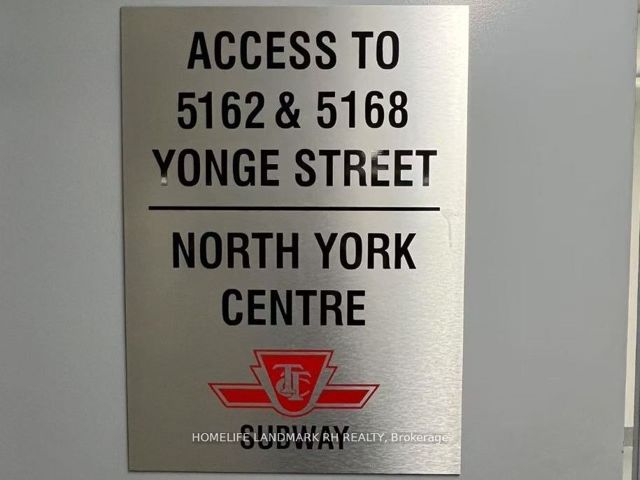 ACCESS TO
5162 & 5168
YONGE STREET
NORTH YORK
CENTRE
TTC
SUBWAY
HOMELIFE LANDMARK RH REALTY, Brokerage